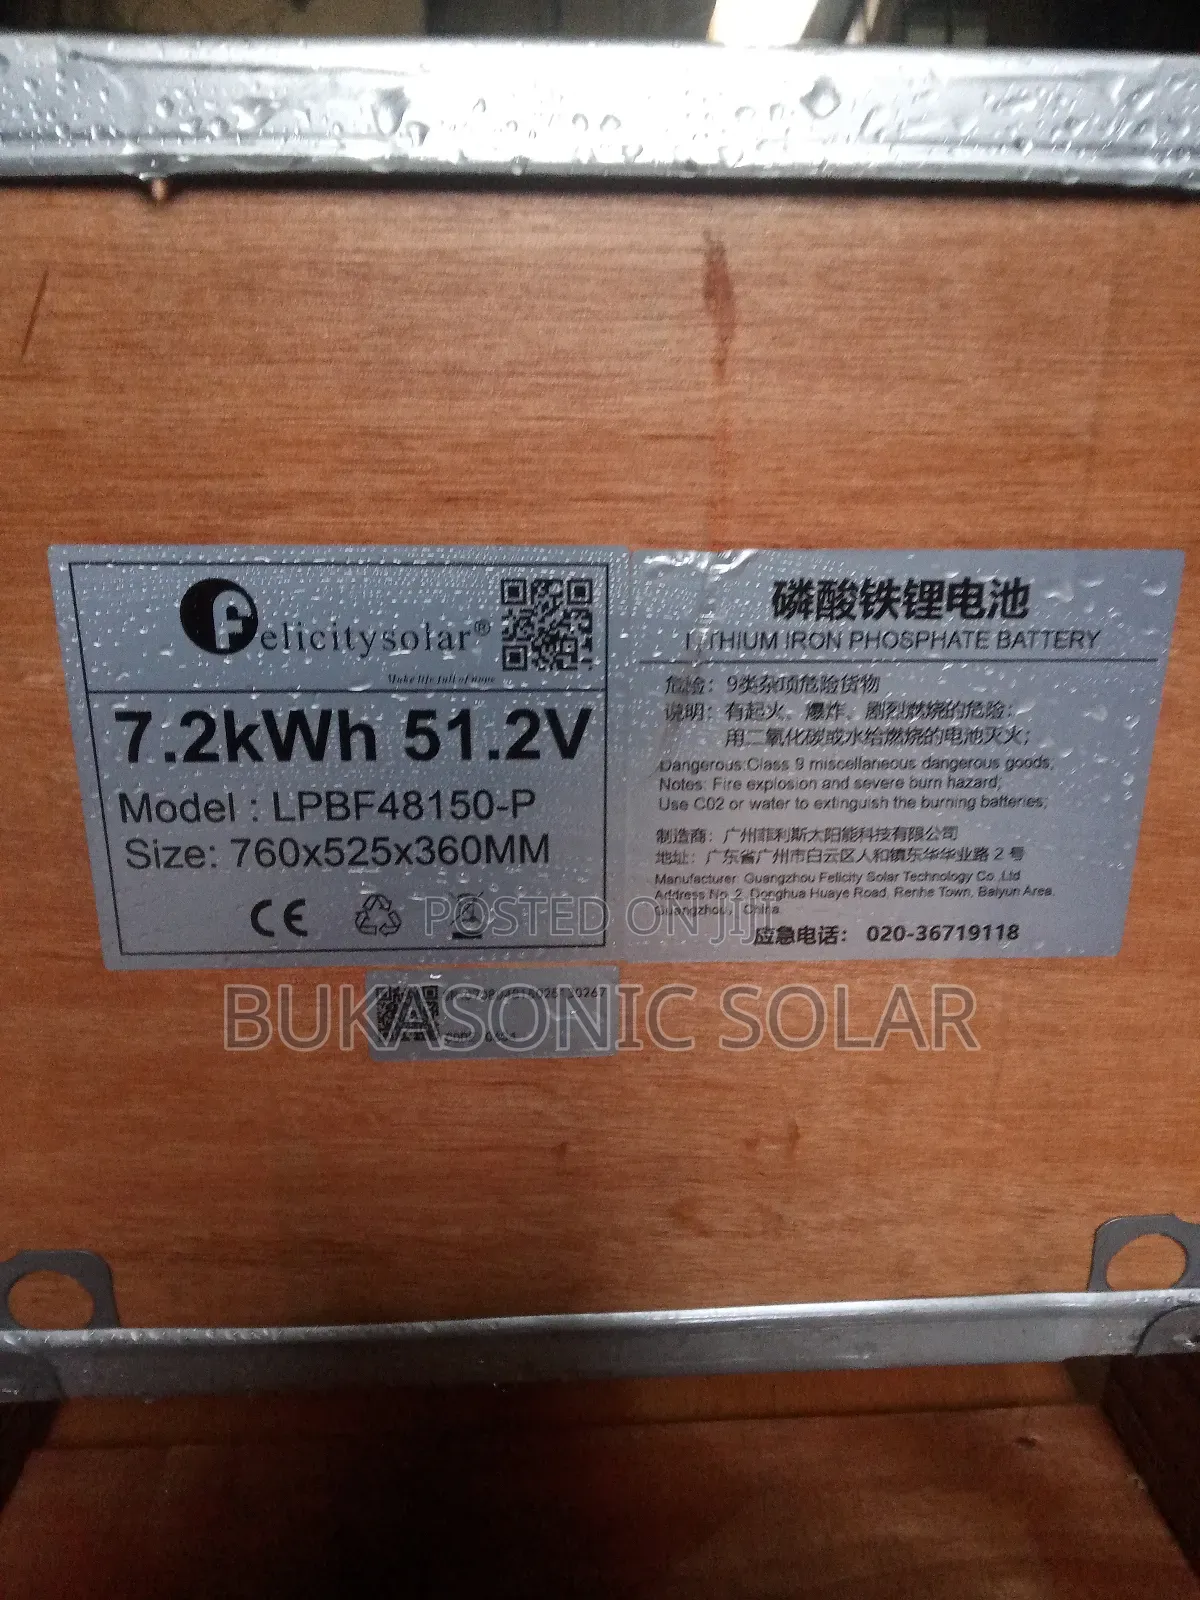 felicitysolar®
Make life full of hope
7.2kWh 51.2V
Model : LPBF48150-P
Size: 760x525x360MM
CE
磷酸铁锂电池
LITHIUM IRON PHOSPHATE BATTERY
危险：9类杂项危险货物
说明：有起火、爆炸、剧烈燃烧的危险；
用二氧化碳或水给燃烧的电池灭火；
Dangerous:Class 9 miscellaneous dangerous goods;
Notes: Fire explosion and severe burn hazard;
Use C02 or water to extinguish the burning batteries;
制造商：广州菲利斯太阳能科技有限公司
地址：广东省广州市白云区人和镇东华华业路 2 号
Manufacturer: Guangzhou Felicity Solar Technology Co.,Ltd
Address No. 2, Donghua Huaye Road, Renhe Town, Baiyun Area,
Guangzhou, China
应急电话： 020-36719118
POSTED ON JIJI
BUKASONIC SOLAR